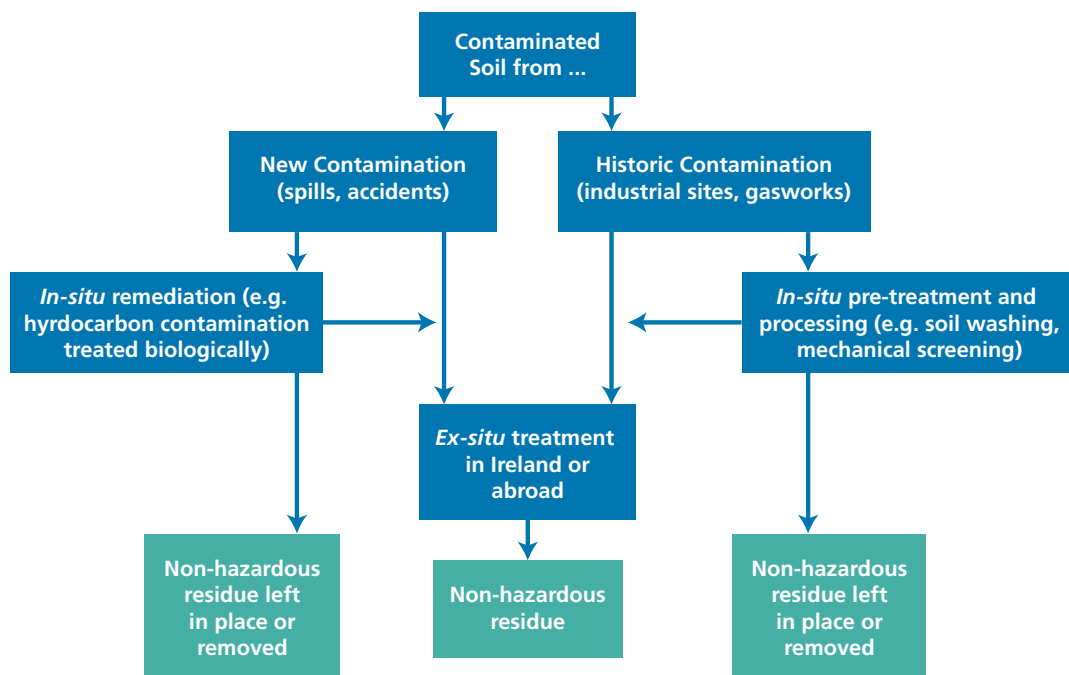 Contaminated
Soil from ...
New Contamination
(spills, accidents)
Historic Contamination
(industrial sites, gasworks)
In-situ remediation (e.g.
hyrdocarbon contamination
treated biologically)
In-situ pre-treatment and
processing (e.g. soil washing,
mechanical screening)
Ex-situ treatment
in Ireland or
abroad
Non-hazardous
residue left
in place or
removed
Non-hazardous
residue
Non-hazardous
residue left
in place or
removed